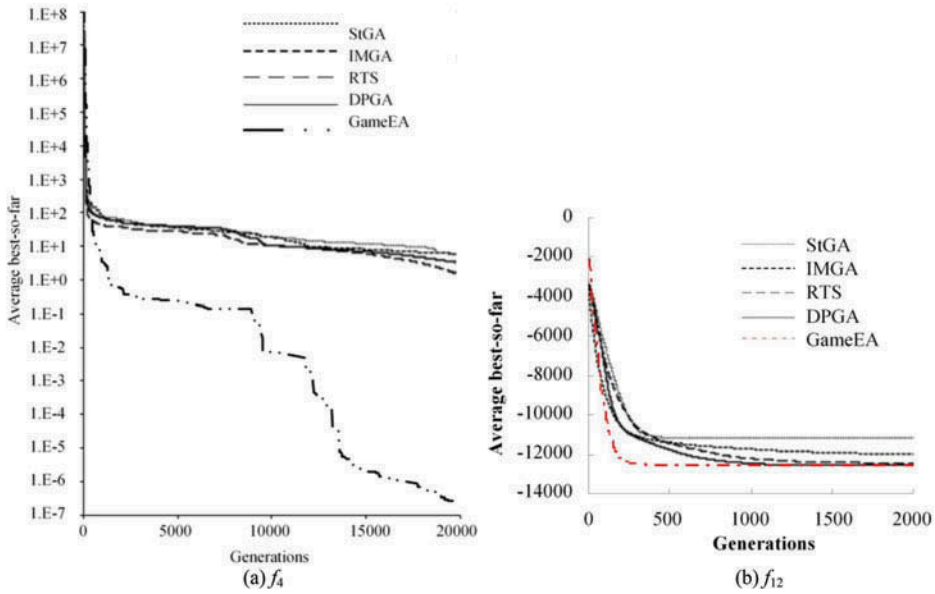 1.E+8
1.E+7
1.E+6
1.E+5
1.E+4
1.E+3
1.E+2
1.E+1
1.E+0
1.E-1
1.E-2
1.E-3
1.E-4
1.E-5
1.E-6
1.E-7
Average best-so-far
StGA
IMGA
RTS
DPGA
GameEA
0 5000 10000 15000 20000
Generations
(a) f4
0
-2000
-4000
-6000
-8000
-10000
-12000
-14000
Average best-so-far
StGA
IMGA
RTS
DPGA
GameEA
0 500 1000 1500 2000
Generations
(b) f12